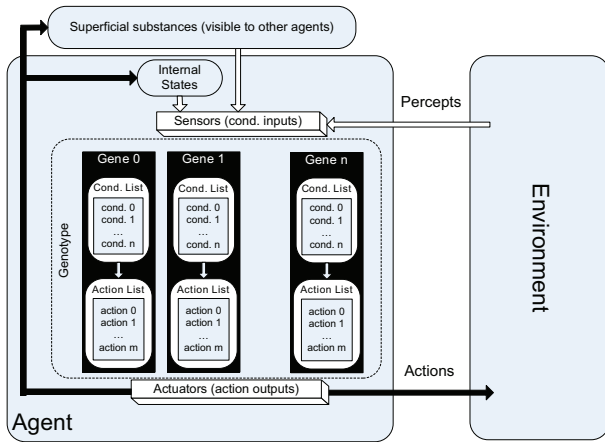 Superficial substances (visible to other agents)
Internal
States
Sensors (cond. inputs)
Percepts
Genotype
Gene 0
Cond. List
cond. 0
cond. 1
...
cond. n
Action List
action 0
action 1
...
action m
Gene 1
Cond. List
cond. 0
cond. 1
...
cond. n
Action List
action 0
action 1
...
action m
Gene n
Cond. List
cond. 0
cond. 1
...
cond. n
Action List
action 0
action 1
...
action m
Environment
Actions
Actuators (action outputs)
Agent